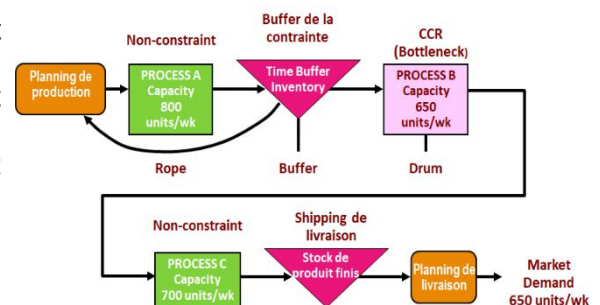 Buffer de la
contrainte
CCR
(Bottleneck)
Non-constraint
Planning de
production
PROCESS A
Capacity
800
units/wk
Time Buffer
Inventory
PROCESS B
Capacity
650
units/wk
Rope
Buffer
Drum
Non-constraint
Shipping de
livraison
PROCESS C
Capacity
700 units/wk
Stock de
produit finis
Planning de
livraison
Market
Demand
650 units/wk